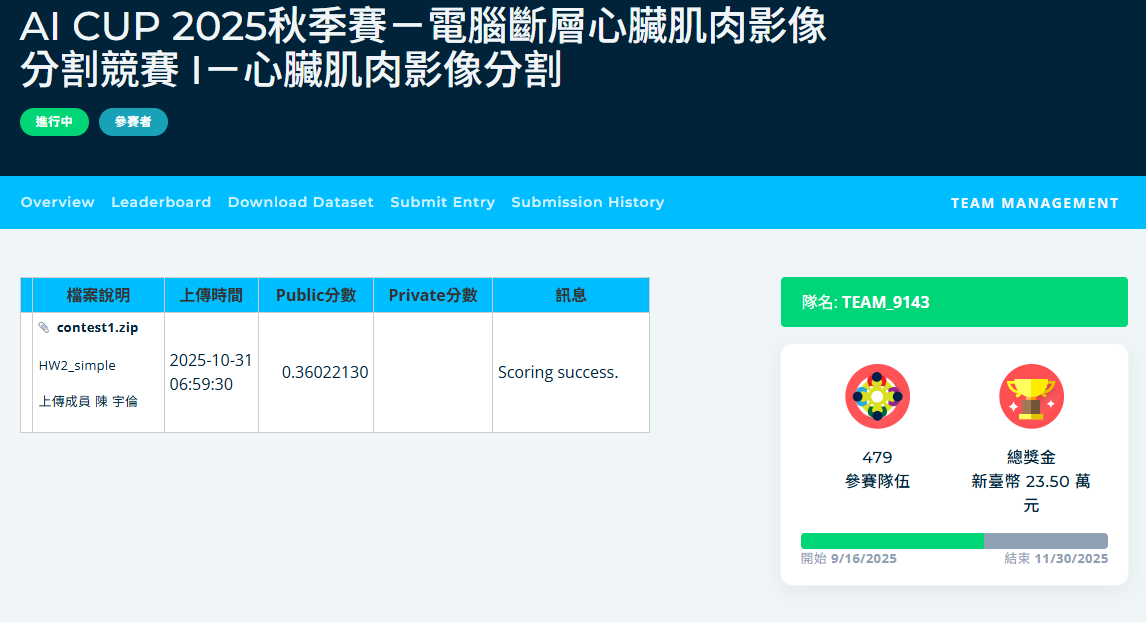 AI CUP 2025秋季賽－電腦斷層心臟肌肉影像
分割競賽 I－心臟肌肉影像分割
進行中 參賽者
Overview Leaderboard Download Dataset Submit Entry Submission History TEAM MANAGEMENT
檔案說明 上傳時間 Public分數 Private分數 訊息
contest1.zip
HW2_simple
上傳成員 陳 宇倫
2025-10-31
06:59:30
0.36022130
Scoring success.
隊名: TEAM_9143
479
參賽隊伍
總獎金
新臺幣 23.50 萬
元
開始 9/16/2025
結束 11/30/2025